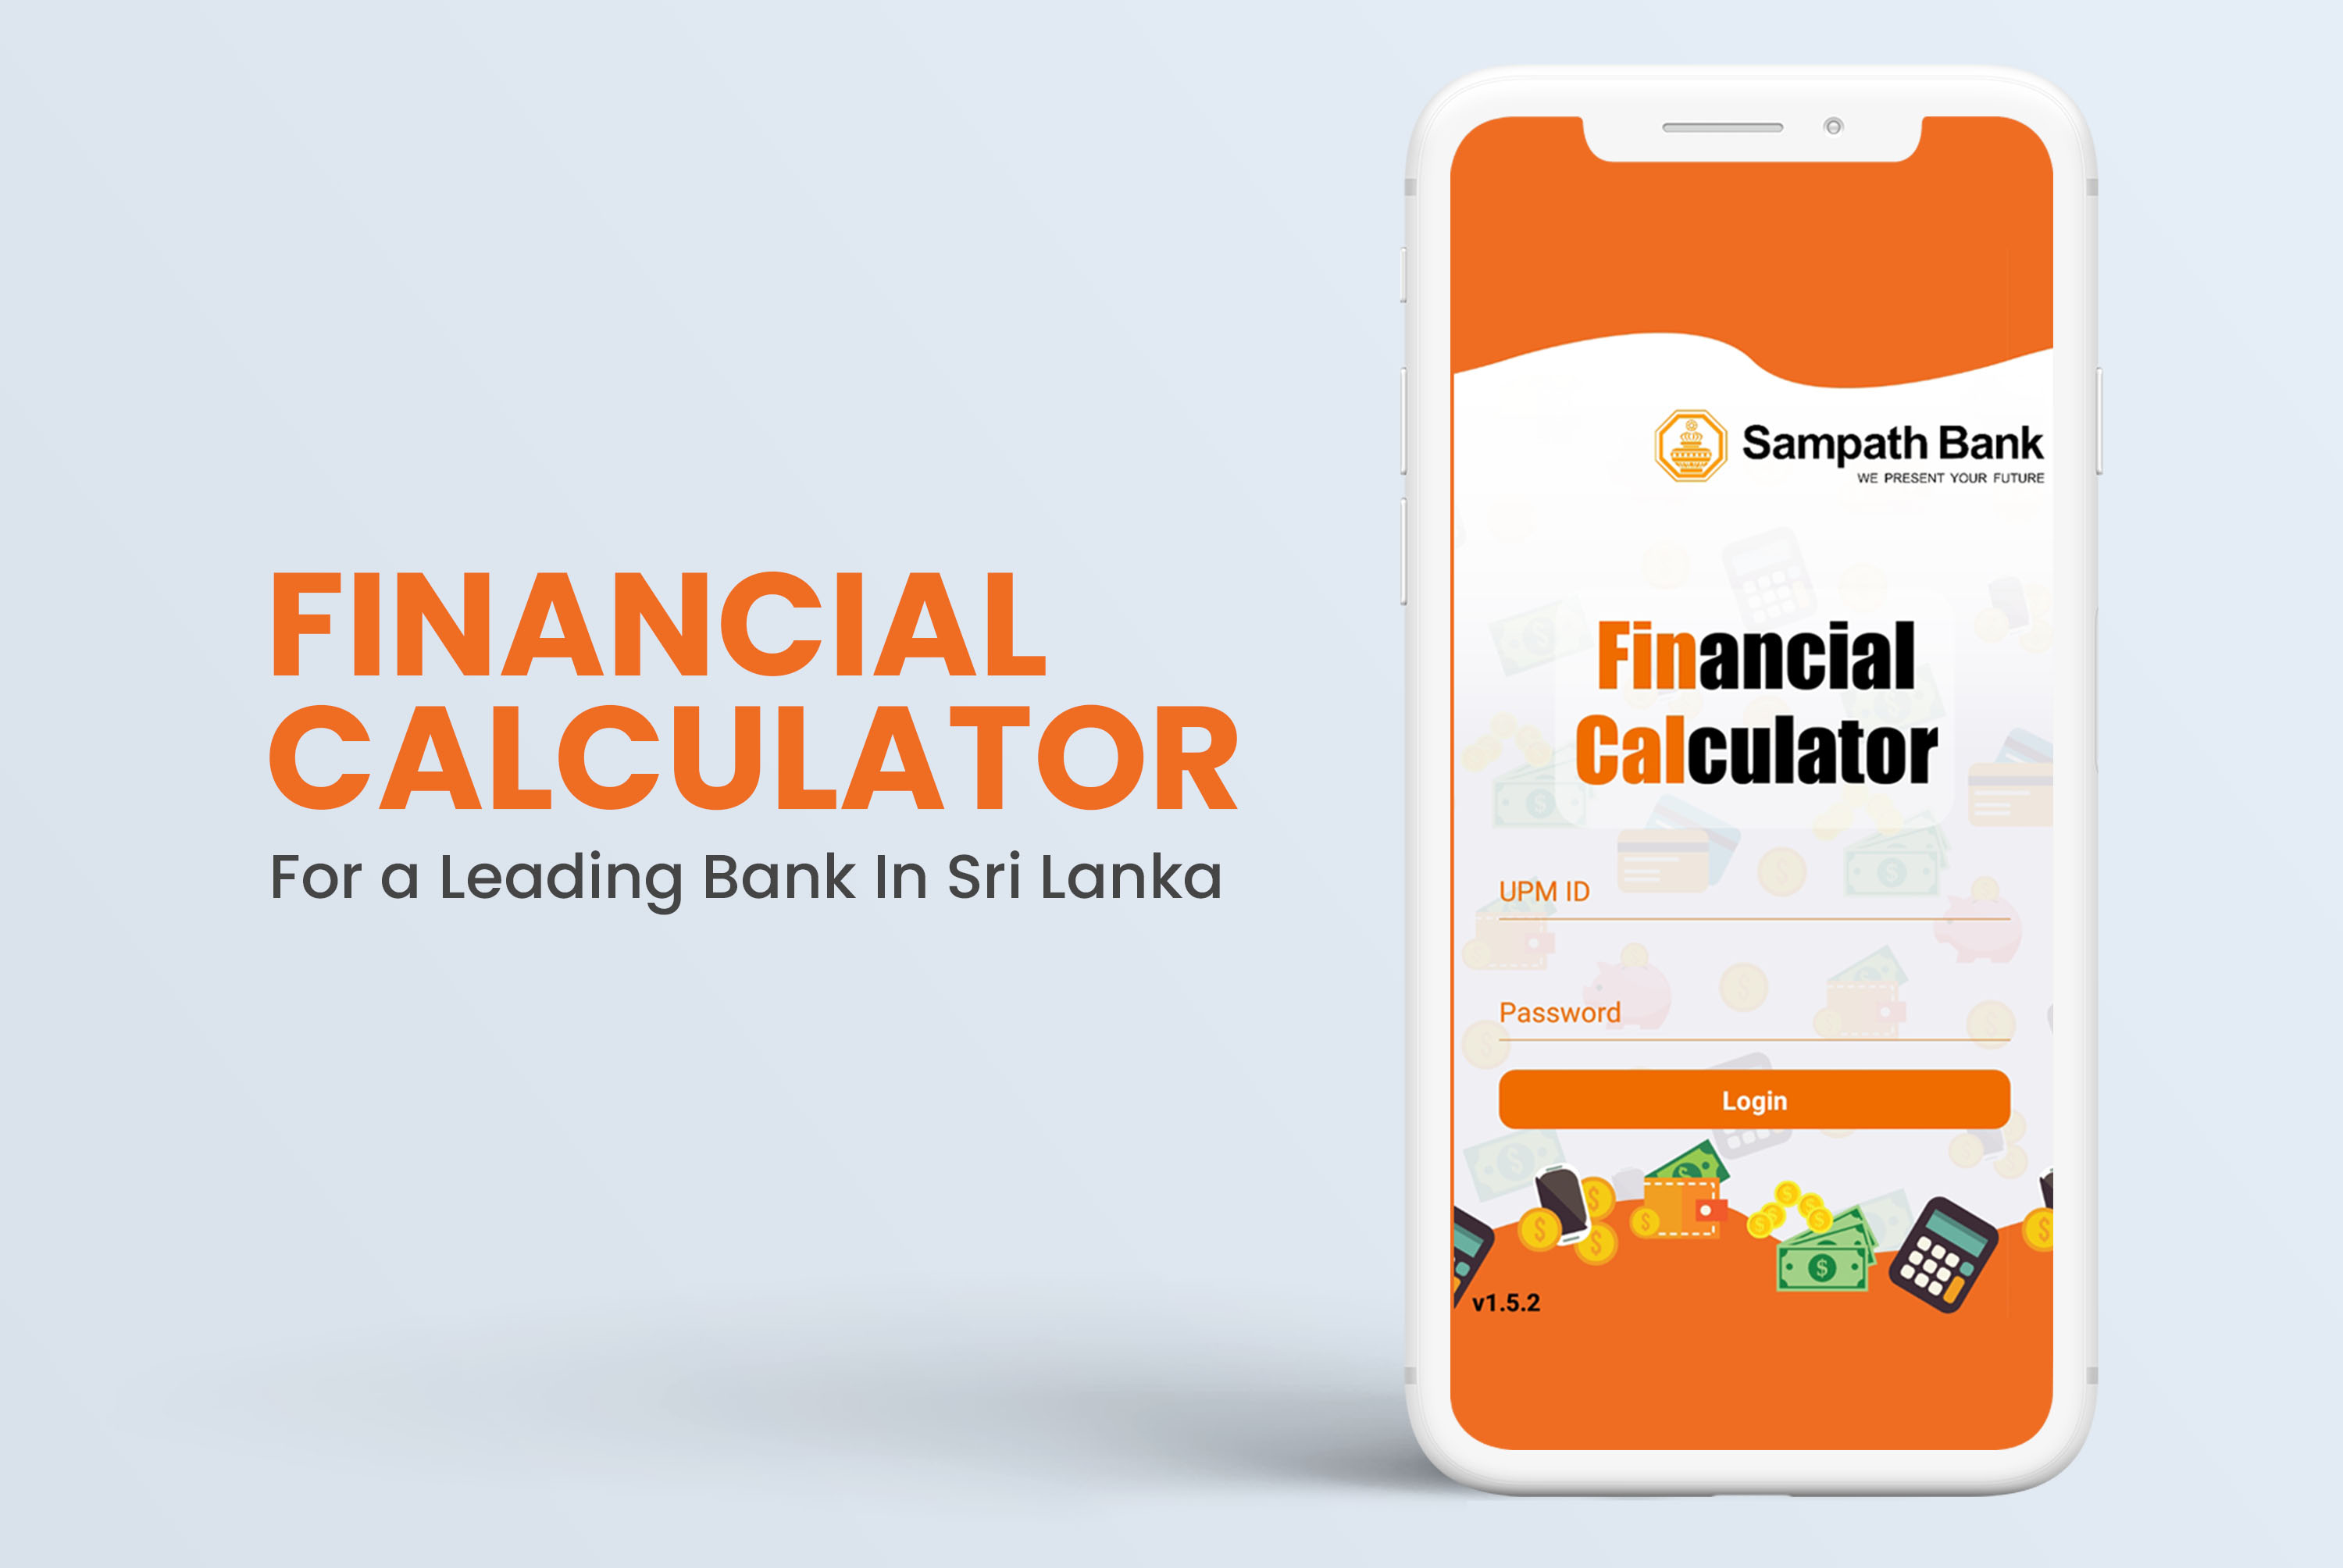 FINANCIAL
CALCULATOR
For a Leading Bank In Sri Lanka
Sampath Bank
WE PRESENT YOUR FUTURE
Financial
Calculator
UPM ID
Password
Login
v1.5.2